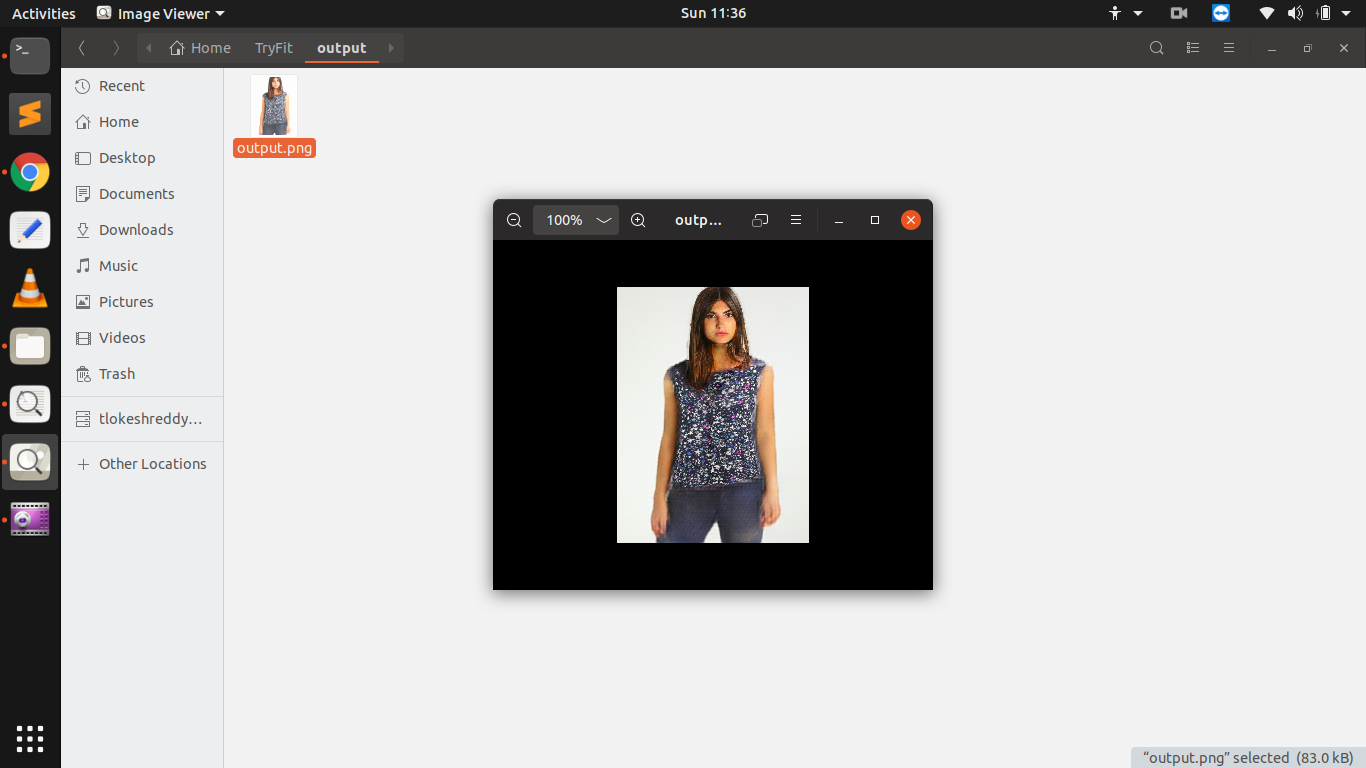 Activities Image Viewer Sun 11:36
Home TryFit output
Recent
Home
Desktop
Documents
Downloads
Music
Pictures
Videos
Trash
tlokeshreddy...
+ Other Locations
output.png
100% outp...
"output.png" selected (83.0 kB)